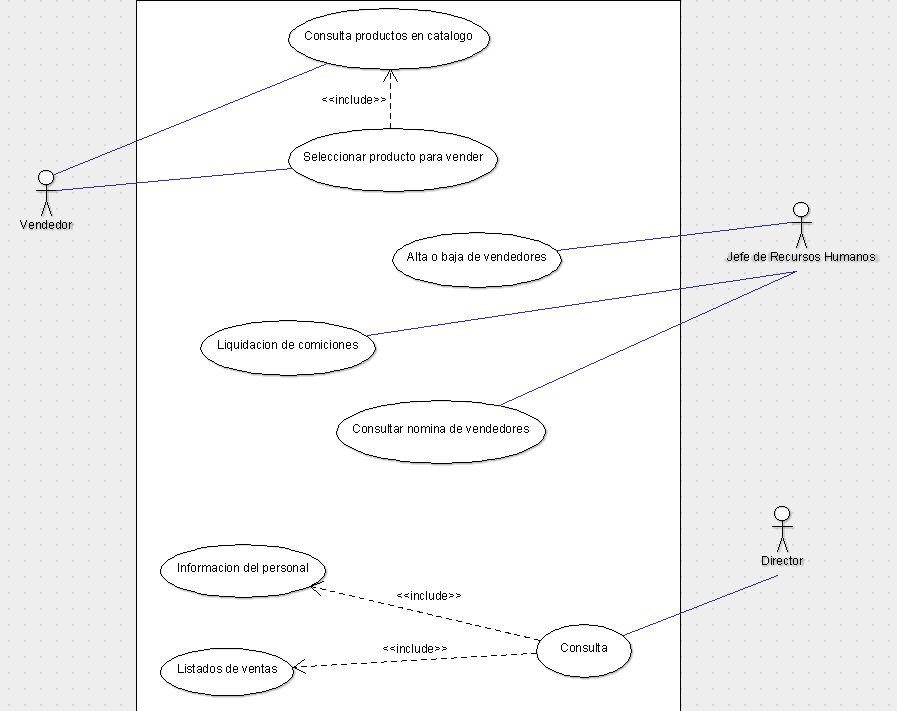 Consulta productos en catalogo
<<include>>
Seleccionar producto para vender
Vendedor
Alta o baja de vendedores
Jefe de Recursos Humanos
Liquidacion de comiciones
Consultar nomina de vendedores
Director
Informacion del personal
<<include>>
Consulta
<<include>>
Listados de ventas